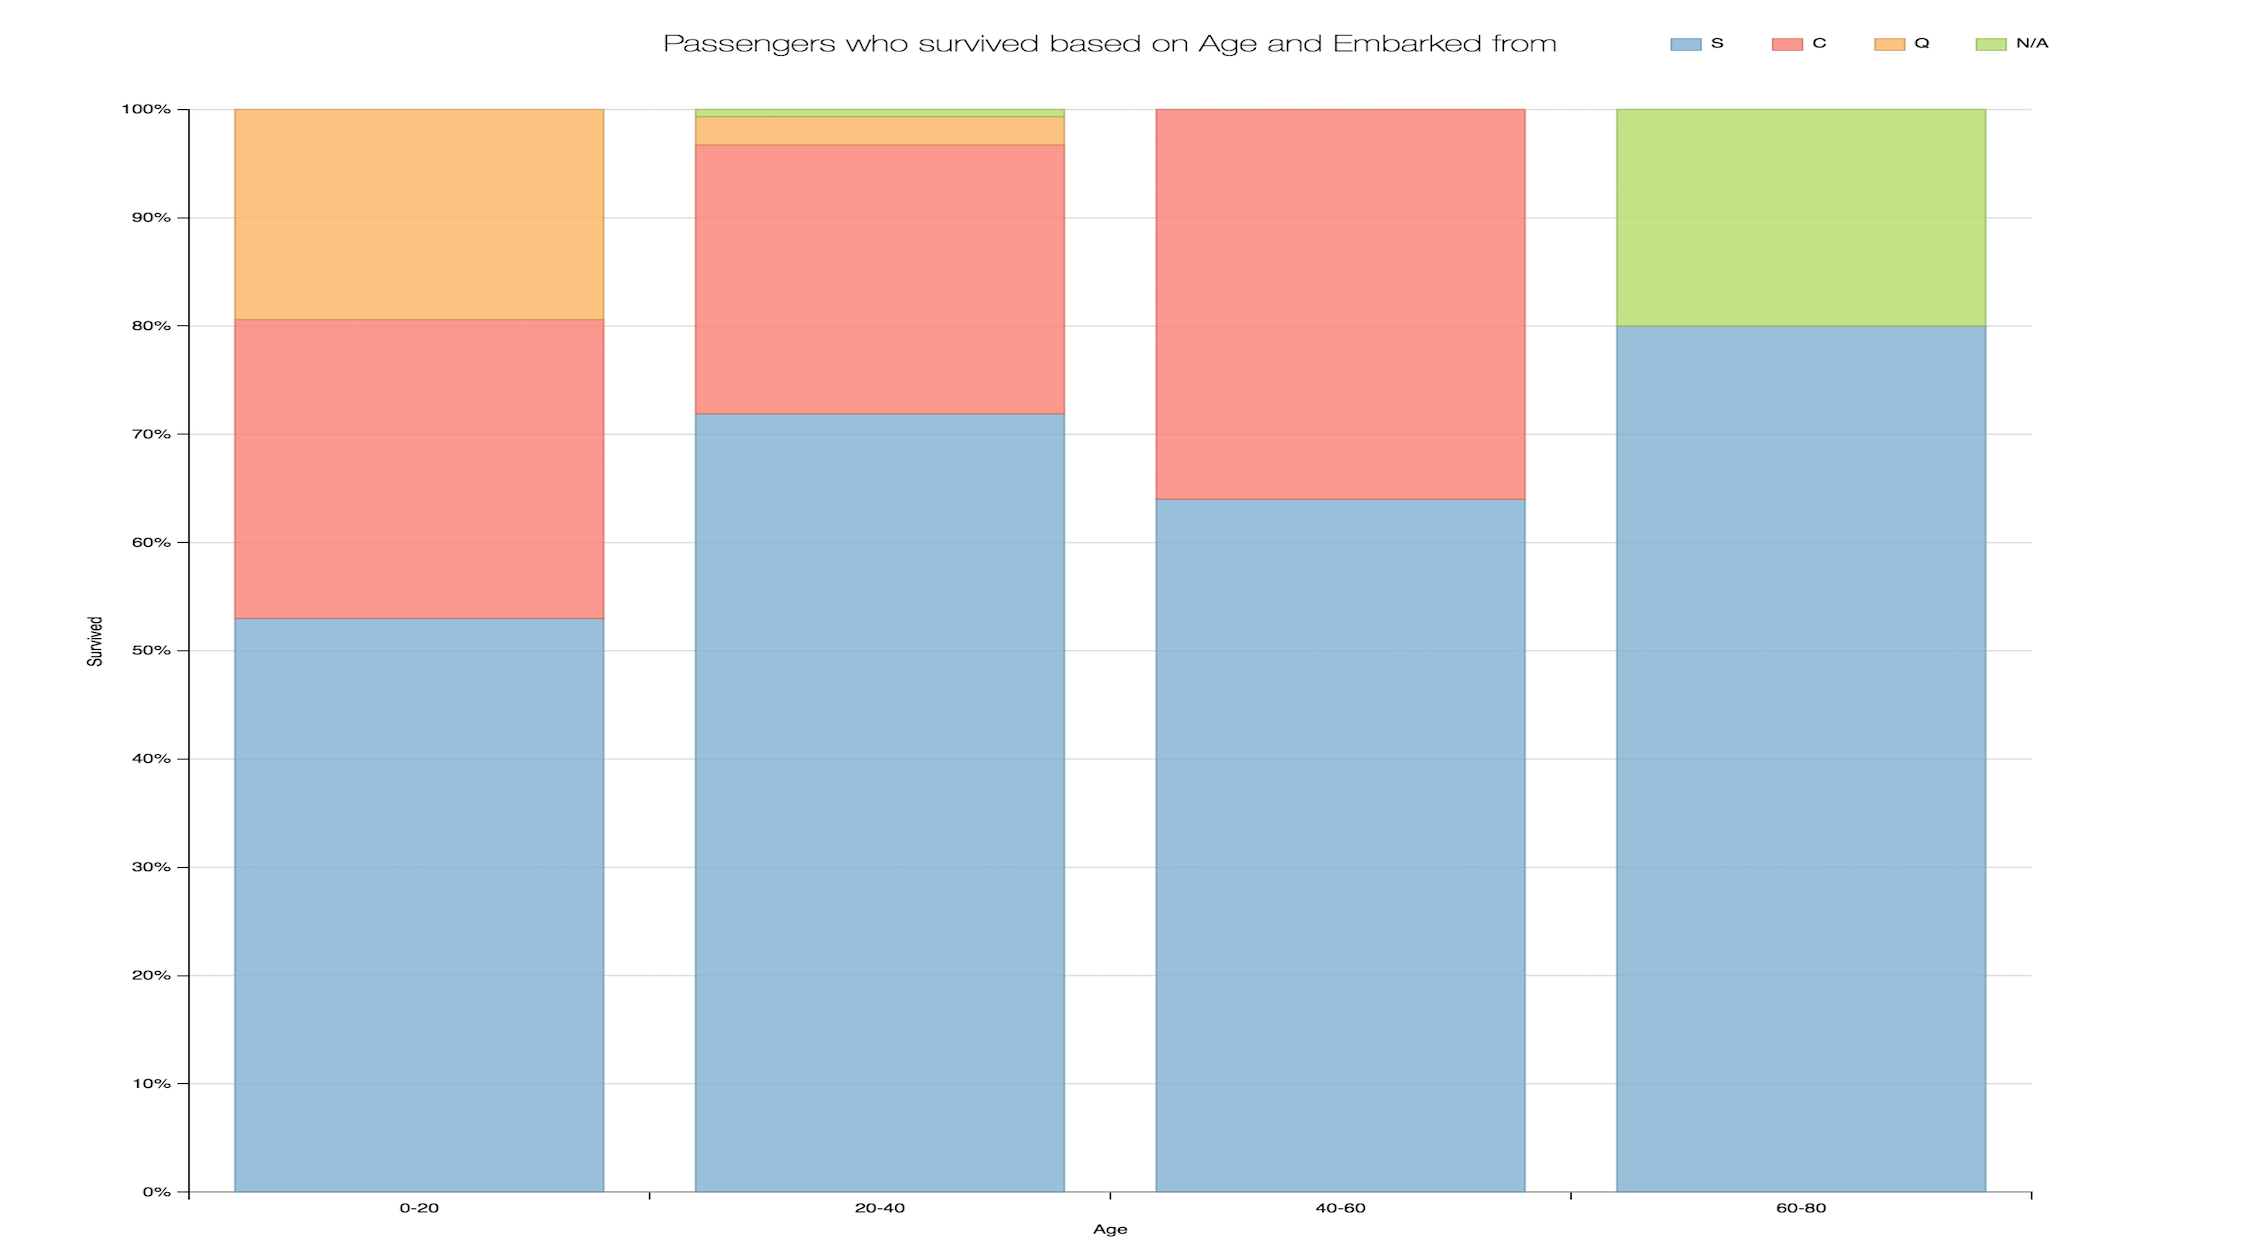 Passengers who survived based on Age and Embarked from
S C Q N/A
100%
90%
80%
70%
60%
50%
40%
30%
20%
10%
0%
Survived
0-20 20-40 40-60 60-80
Age